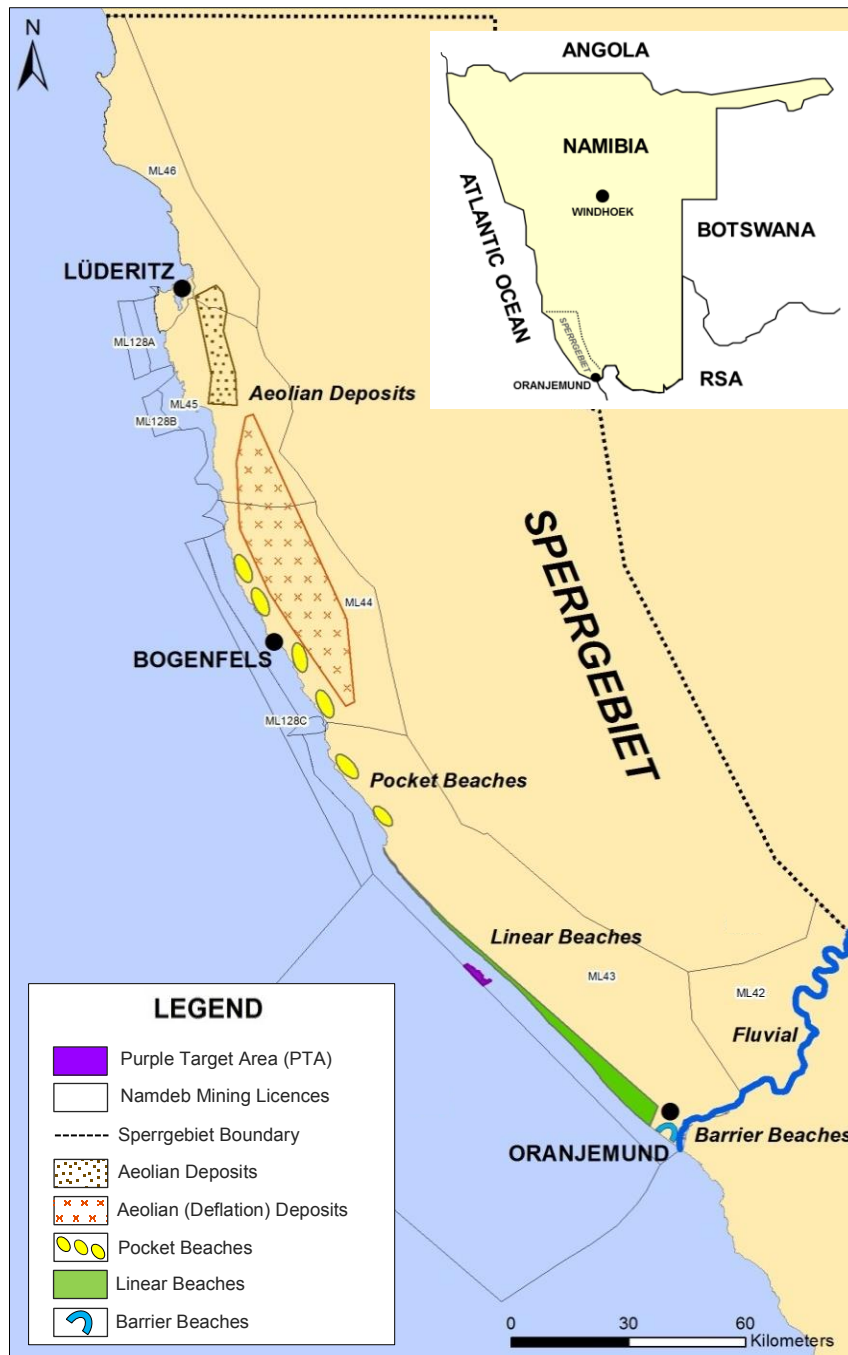 N
ANGOLA
NAMIBIA
WINDHOEK
BOTSWANA
ATLANTIC OCEAN
SPERRGEBIET
ORANJEMUND
RSA
ML46
LÜDERITZ
ML128A
Aeolian Deposits
ML45
ML128B
SPERRGEBIET
ML44
BOGENFELS
ML128C
Pocket Beaches
Linear Beaches
ML43
ML42
Fluvial
Barrier Beaches
ORANJEMUND
LEGEND
Purple Target Area (PTA)
Namdeb Mining Licences
Sperrgebiet Boundary
Aeolian Deposits
Aeolian (Deflation) Deposits
Pocket Beaches
Linear Beaches
Barrier Beaches
0 30 60
Kilometers